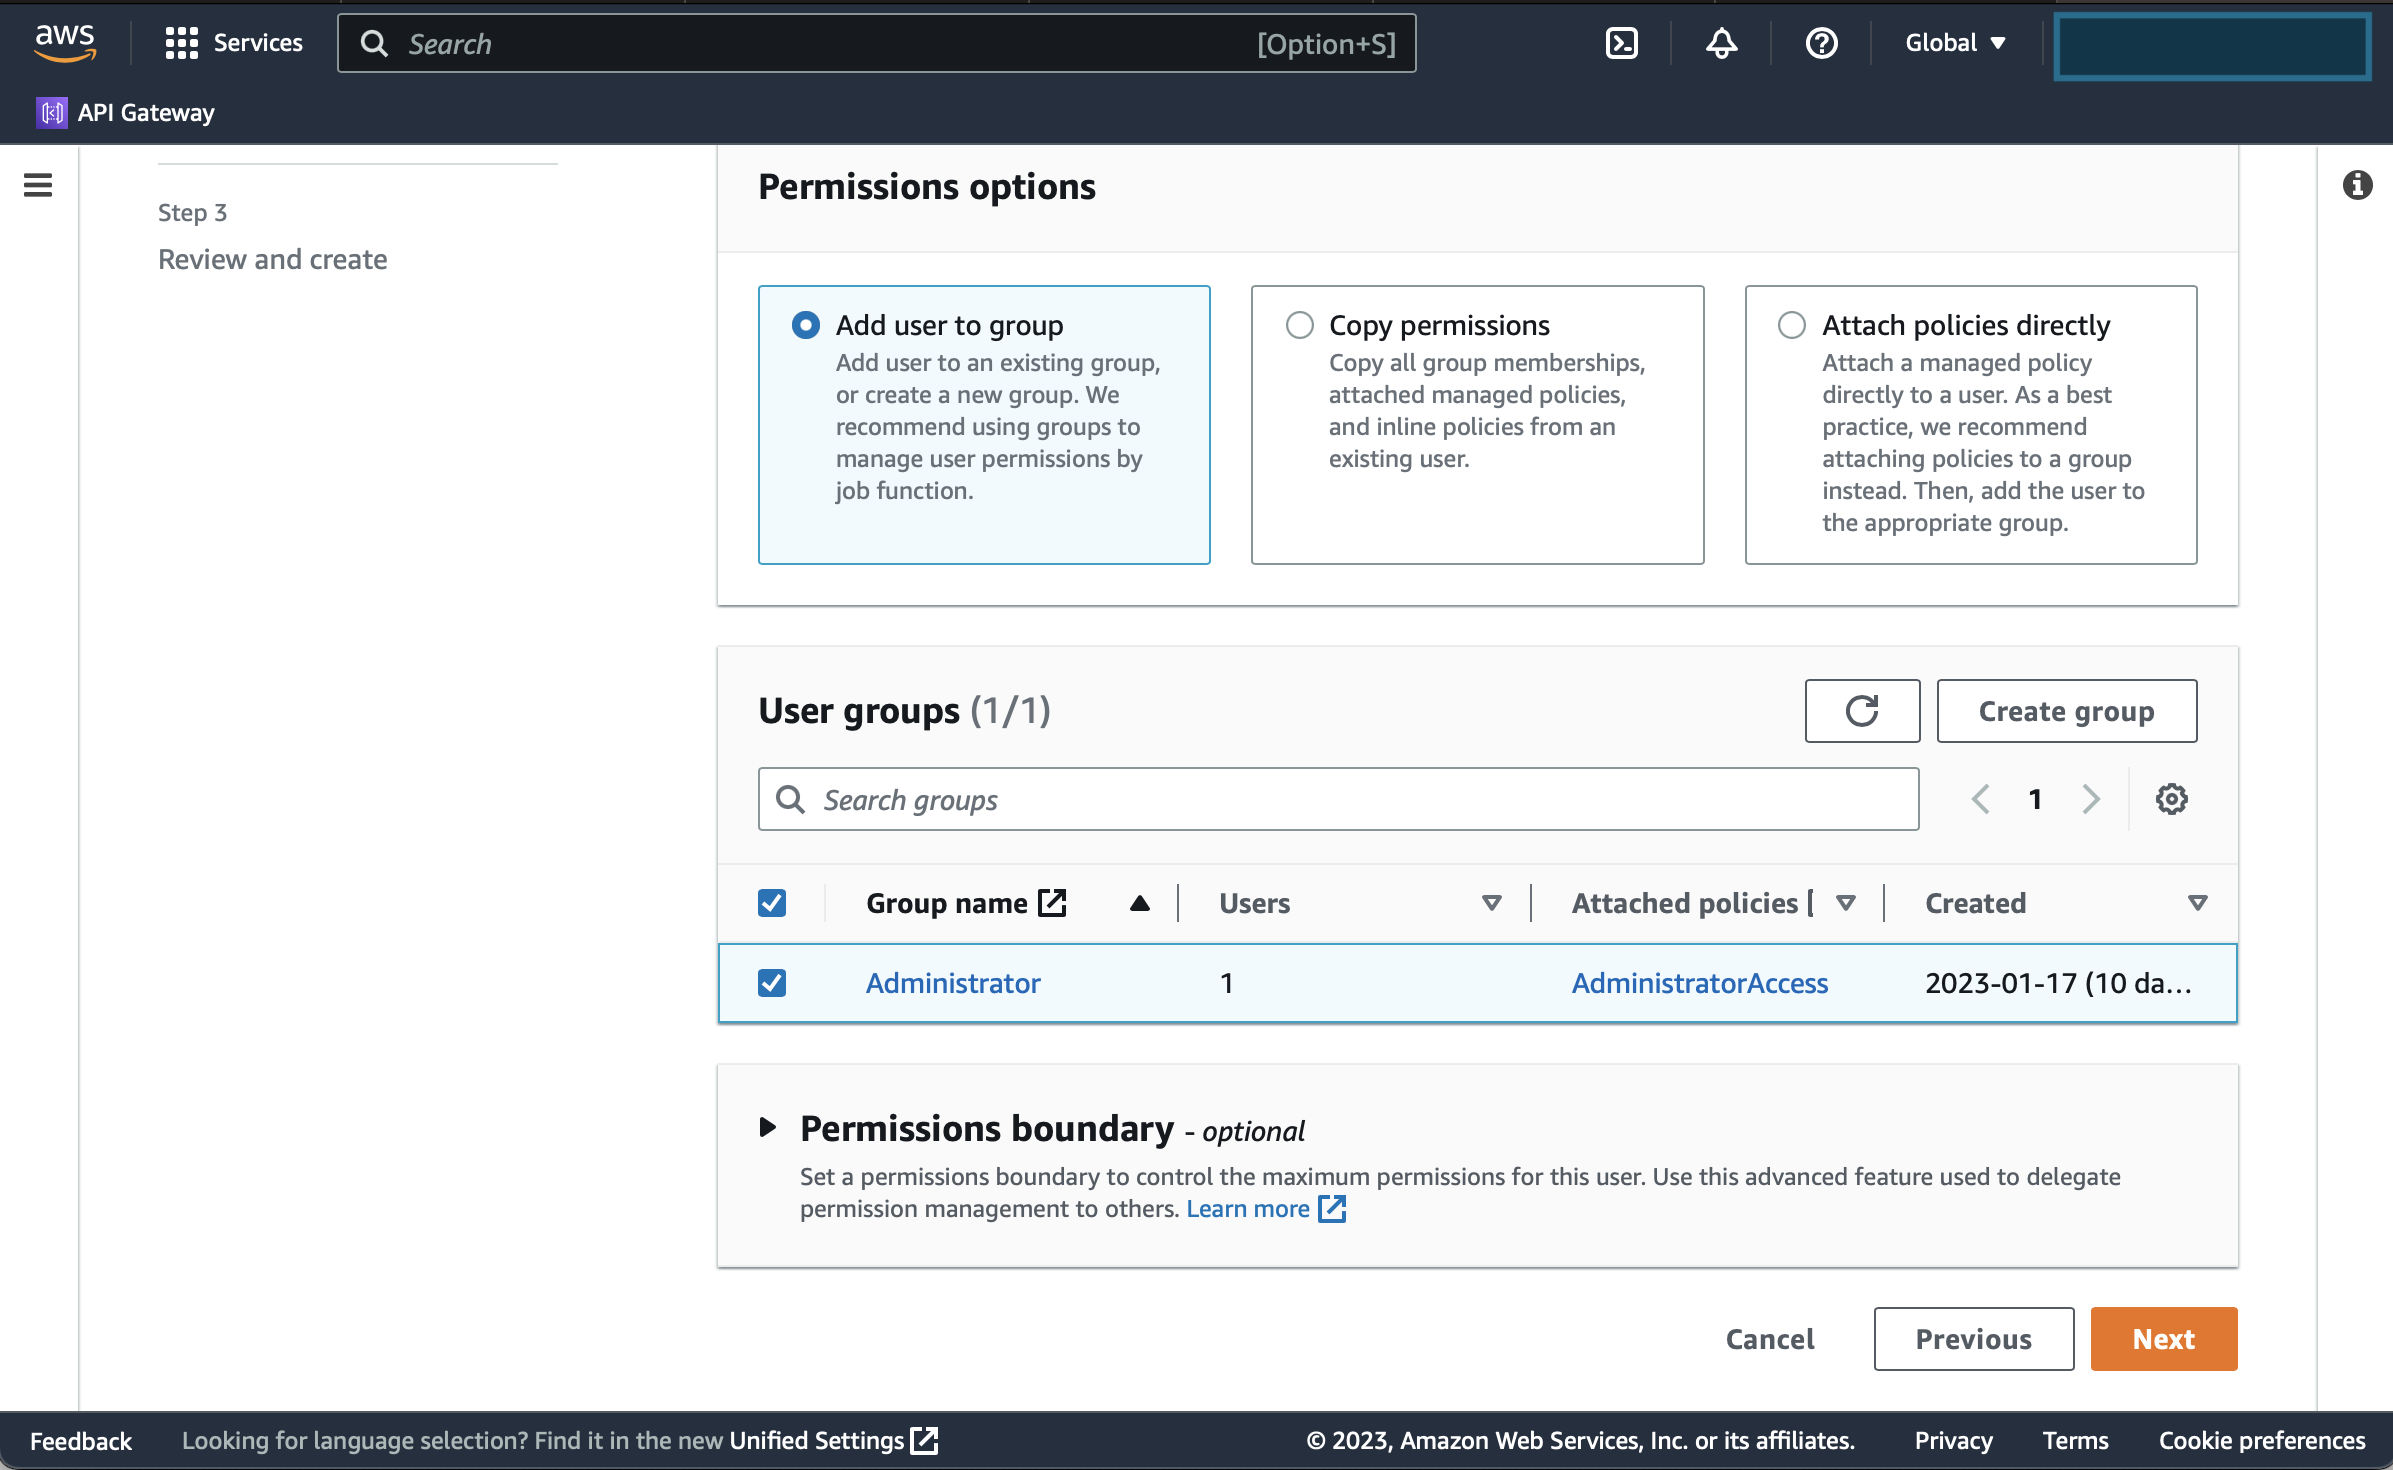 aws
Services
Search
[Option+S]
Global
API Gateway
Step 3
Review and create
Permissions options
Add user to group
Add user to an existing group,
or create a new group. We
recommend using groups to
manage user permissions by
job function.
Copy permissions
Copy all group memberships,
attached managed policies,
and inline policies from an
existing user.
Attach policies directly
Attach a managed policy
directly to a user. As a best
practice, we recommend
attaching policies to a group
instead. Then, add the user to
the appropriate group.
User groups (1/1)
Create group
Search groups
1
Group name
Users
Attached policies
Created
Administrator
1
AdministratorAccess
2023-01-17 (10 da...
Permissions boundary - optional
Set a permissions boundary to control the maximum permissions for this user. Use this advanced feature used to delegate
permission management to others. Learn more
Cancel
Previous
Next
Feedback
Looking for language selection? Find it in the new Unified Settings
© 2023, Amazon Web Services, Inc. or its affiliates.
Privacy
Terms
Cookie preferences